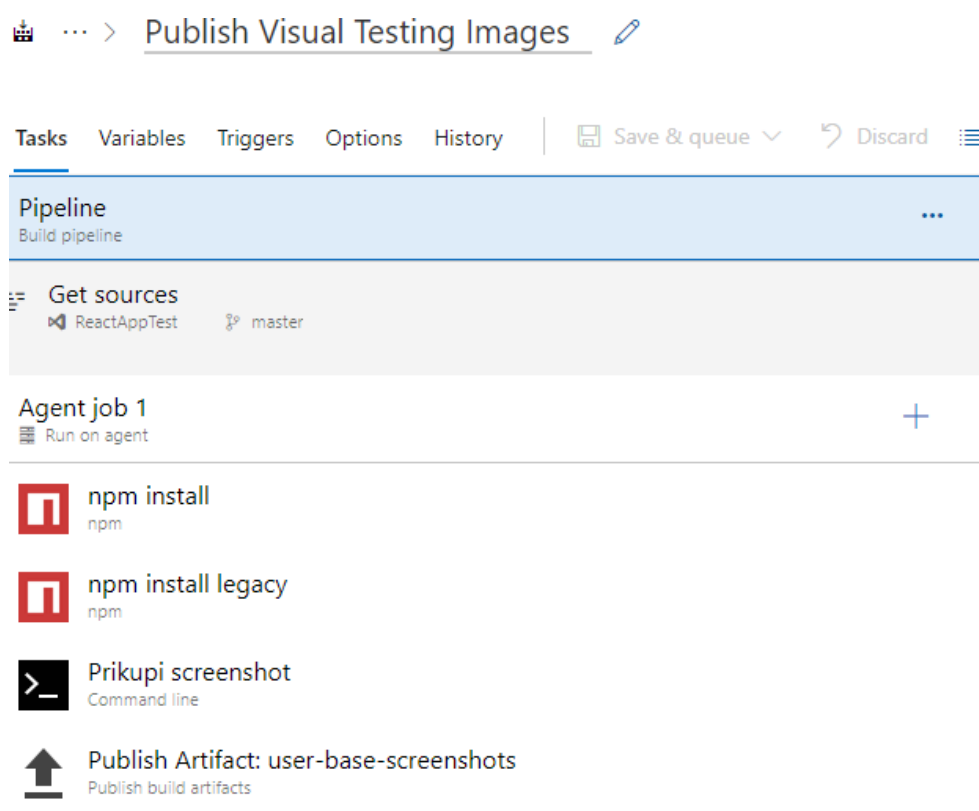 ··· > Publish Visual Testing Images
Tasks Variables Triggers Options History Save & queue Discard
Pipeline
Build pipeline
···
Get sources
ReactAppTest master
Agent job 1
Run on agent
npm install
npm
npm install legacy
npm
Prikupi screenshot
Command line
Publish Artifact: user-base-screenshots
Publish build artifacts